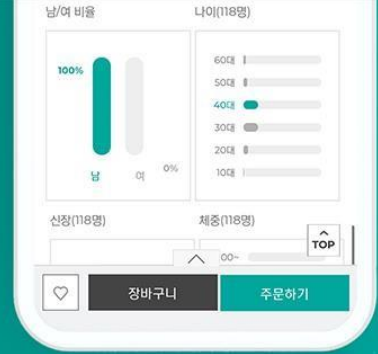 남/여 비율
나이(118명)
100%
남
여
0%
60대
50대
40대
30대
20대
10대
신장(118명)
체중(118명)
00~
TOP
장바구니
주문하기